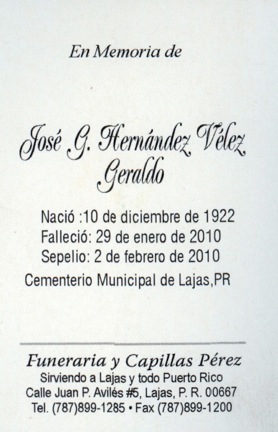 En Memoria de
José G. Hernández Vélez
Geraldo
Nació :10 de diciembre de 1922
Falleció: 29 de enero de 2010
Sepelio: 2 de febrero de 2010
Cementerio Municipal de Lajas,PR
Funeraria y Capillas Pérez
Sirviendo a Lajas y todo Puerto Rico
Calle Juan P. Avilés #5, Lajas, P. R. 00667
Tel. (787)899-1285 • Fax (787)899-1200